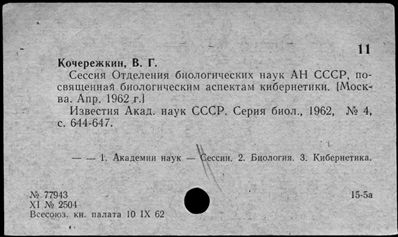 11
Кочережкин, В. Г.
Сессия Отделения биологических наук АН СССР, по-
священная биологическим аспектам кибернетики. [Моск-
ва. Апр. 1962 г.]
Известия Акад. наук СССР. Серия биол., 1962, № 4,
с. 644-647.
— — 1. Академии наук — Сессии. 2. Биология. 3. Кибернетика.
№ 77943
XI № 2504
Всесоюз. кн. палата 10 IX 62
15-5а